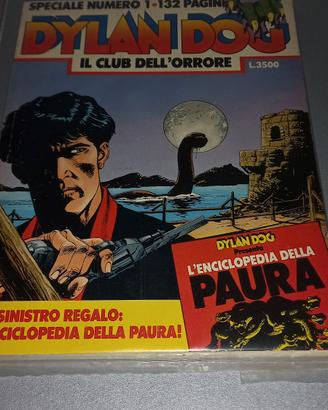 SPECIALE NUMERO 1-132 PAGINE
DYLAN DOG
IL CLUB DELL'ORRORE
L.3500
DYLAN DOG
Presenta
L'ENCICLOPEDIA DELLA
PAURA
SINISTRO REGALO:
CICLOPEDIA DELLA PAURA!